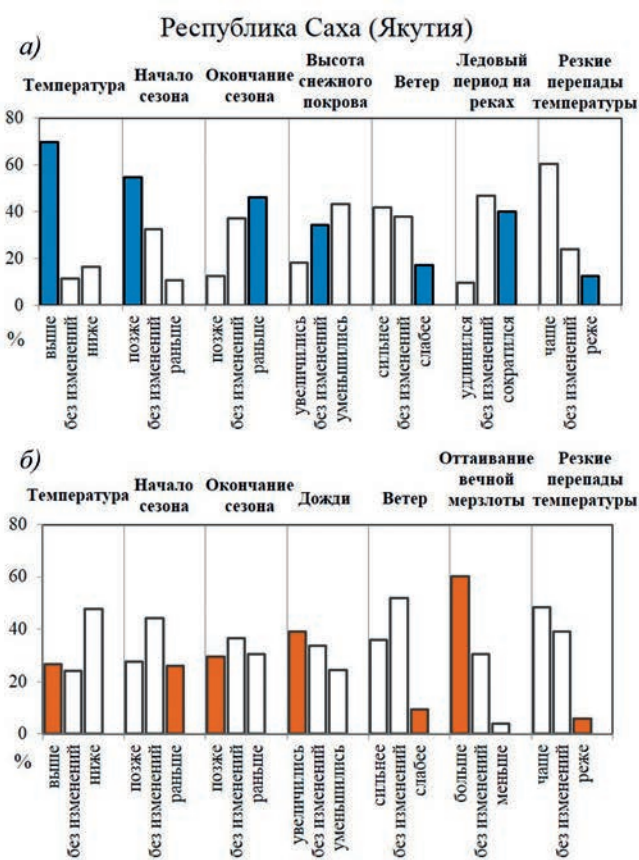 Республика Саха (Якутия)
а)
Температура
Начало
сезона
Окончание
сезона
Высота
снежного
покрова
Ветер
Ледовый
период на
реках
Резкие
перепады
температуры
80
60
40
20
0
%
выше
без изменений
ниже
позже
без изменений
раньше
позже
без изменений
раньше
увеличились
без изменений
уменьшились
сильнее
без изменений
слабее
удлинился
без изменений
сократился
чаще
без изменений
реже
б)
Температура
Начало
сезона
Окончание
сезона
Дожди
Ветер
Оттаивание
вечной
мерзлоты
Резкие
перепады
температуры
80
60
40
20
0
%
выше
без изменений
ниже
позже
без изменений
раньше
позже
без изменений
раньше
увеличились
без изменений
уменьшились
сильнее
без изменений
слабее
больше
без изменений
меньше
чаще
без изменений
реже